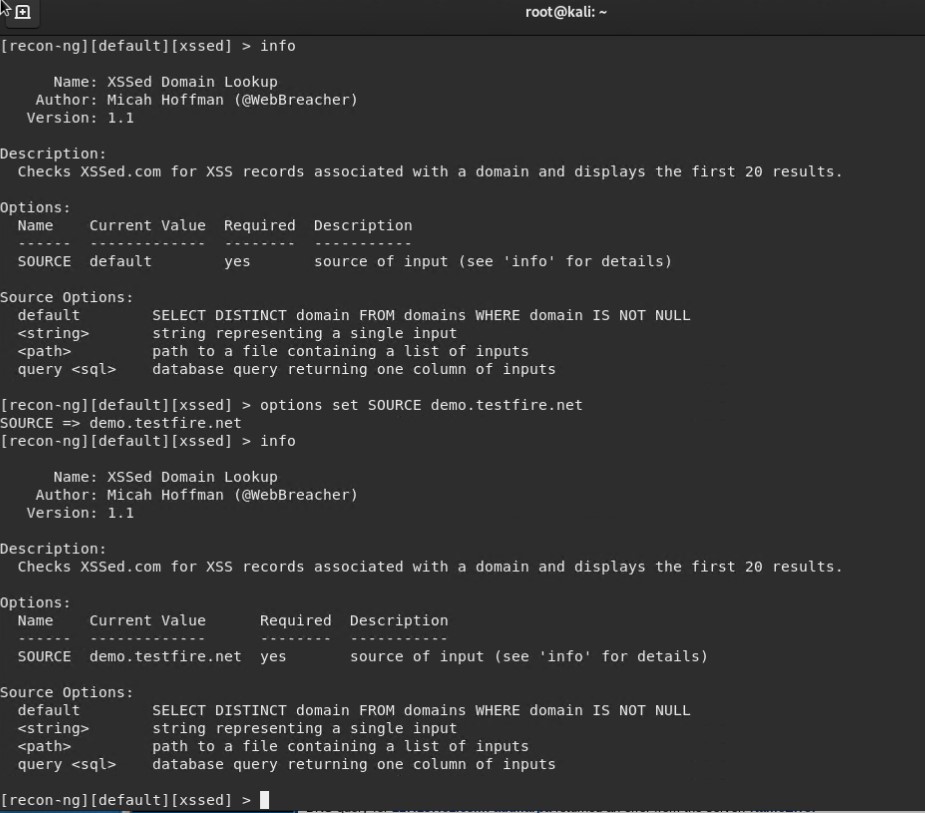 root@kali: ~
[recon-ng][default][xssed] > info
Name: XSSed Domain Lookup
Author: Micah Hoffman (@WebBreacher)
Version: 1.1
Description:
Checks XSSed.com for XSS records associated with a domain and displays the first 20 results.
Options:
Name Current Value Required Description
------ ------------- -------- -----------
SOURCE default yes source of input (see 'info' for details)
Source Options:
default SELECT DISTINCT domain FROM domains WHERE domain IS NOT NULL
<string> string representing a single input
<path> path to a file containing a list of inputs
query <sql> database query returning one column of inputs
[recon-ng][default][xssed] > options set SOURCE demo.testfire.net
SOURCE => demo.testfire.net
[recon-ng][default][xssed] > info
Name: XSSed Domain Lookup
Author: Micah Hoffman (@WebBreacher)
Version: 1.1
Description:
Checks XSSed.com for XSS records associated with a domain and displays the first 20 results.
Options:
Name Current Value Required Description
------ ------------- -------- -----------
SOURCE demo.testfire.net yes source of input (see 'info' for details)
Source Options:
default SELECT DISTINCT domain FROM domains WHERE domain IS NOT NULL
<string> string representing a single input
<path> path to a file containing a list of inputs
query <sql> database query returning one column of inputs
[recon-ng][default][xssed] >